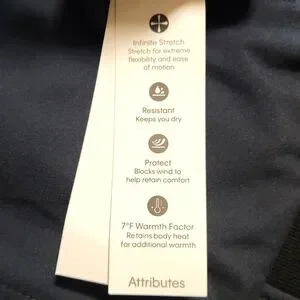 Infinite Stretch
Stretch for extreme
flexibility and ease
of motion
Resistant
Keeps you dry
Protect
Blocks wind to
help retain comfort
7°F Warmth Factor
Retains body heat
for additional warmth
Attributes